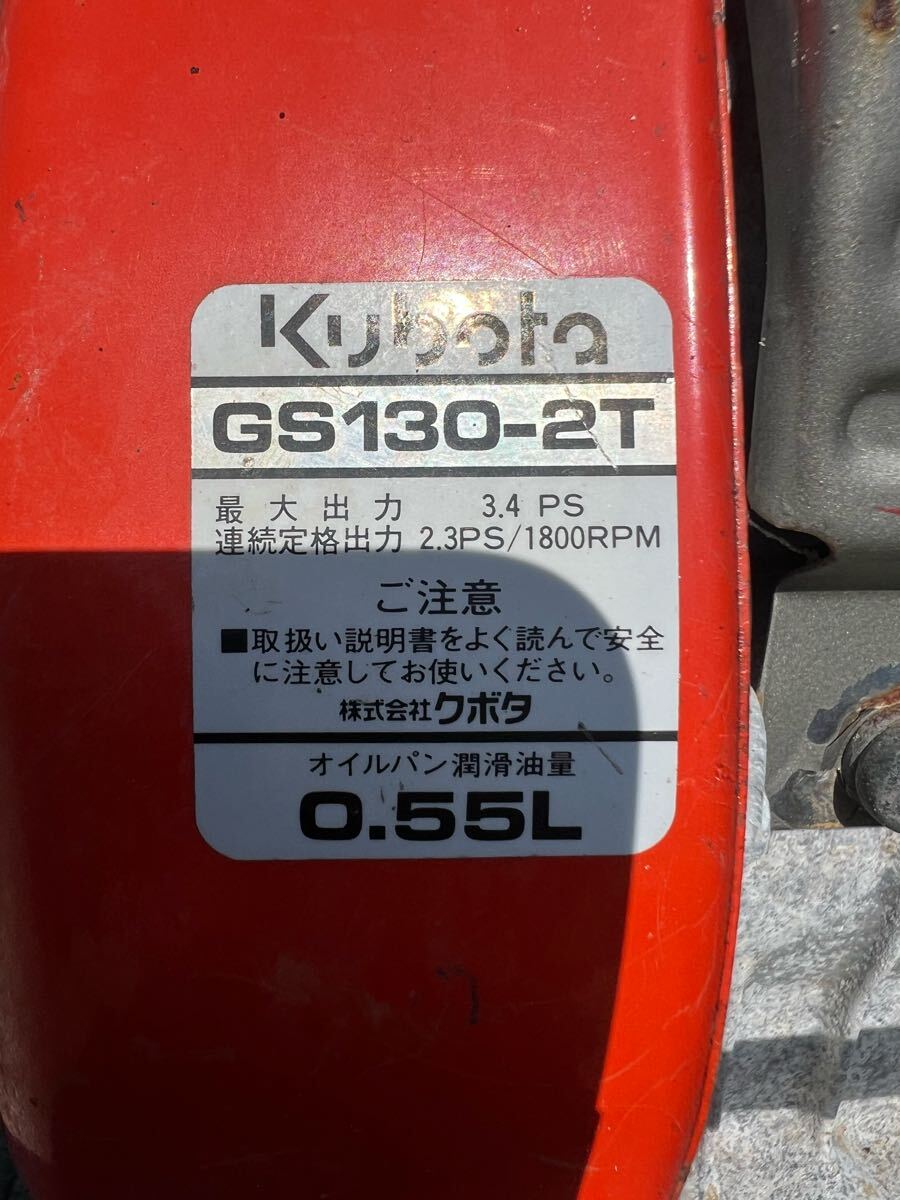 Kubota
GS130-2T
最大出力 3.4 PS
連続定格出力 2.3PS/1800RPM
ご注意
■取扱い説明書をよく読んで安全
に注意してお使いください。
株式会社クボタ
オイルパン潤滑油量
0.55L